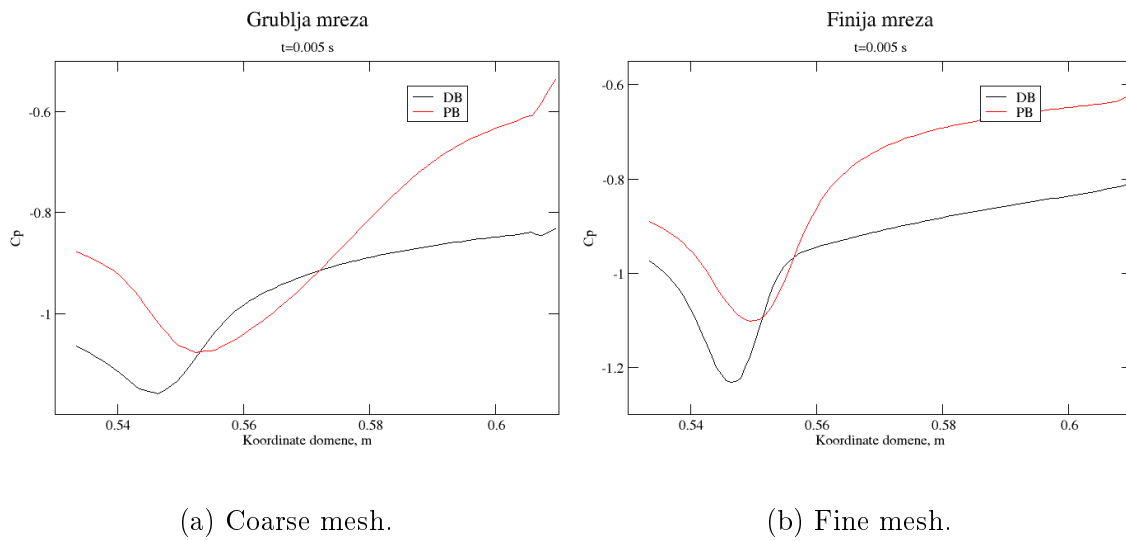 Grublja mreza
t=0.005 s
DB
PB
-0.6
-0.8
-1
Cp
0.54
0.56
0.58
0.6
Koordinate domene, m
(a) Coarse mesh.
Finija mreza
t=0.005 s
DB
PB
-0.6
-0.8
-1
-1.2
Cp
0.54
0.56
0.58
0.6
Koordinate domene, m
(b) Fine mesh.